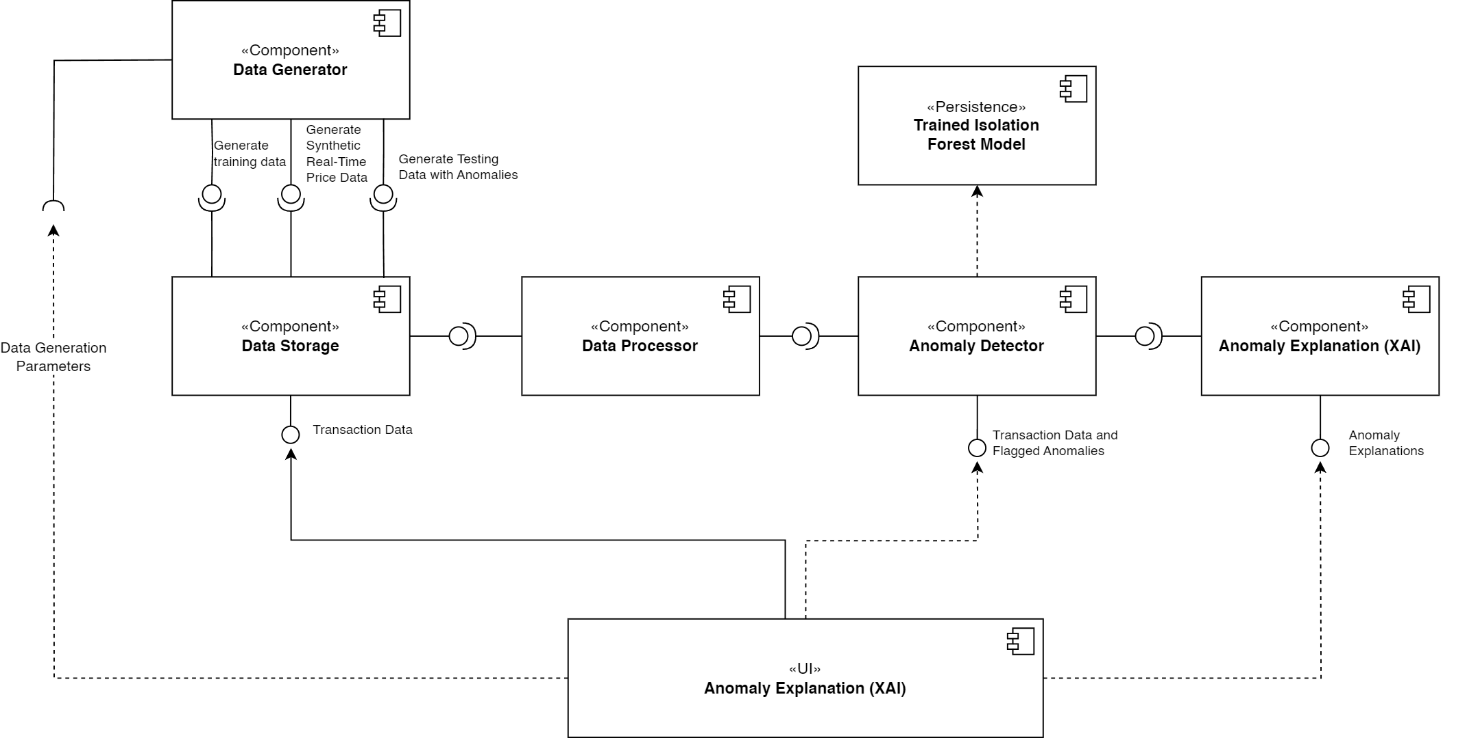 «Component»
Data Generator
Generate
training data
Generate
Synthetic
Real-Time
Price Data
Generate Testing
Data with Anomalies
«Persistence»
Trained Isolation
Forest Model
«Component»
Data Storage
«Component»
Data Processor
«Component»
Anomaly Detector
«Component»
Anomaly Explanation (XAI)
Data Generation
Parameters
Transaction Data
Transaction Data and
Flagged Anomalies
Anomaly
Explanations
«UI»
Anomaly Explanation (XAI)